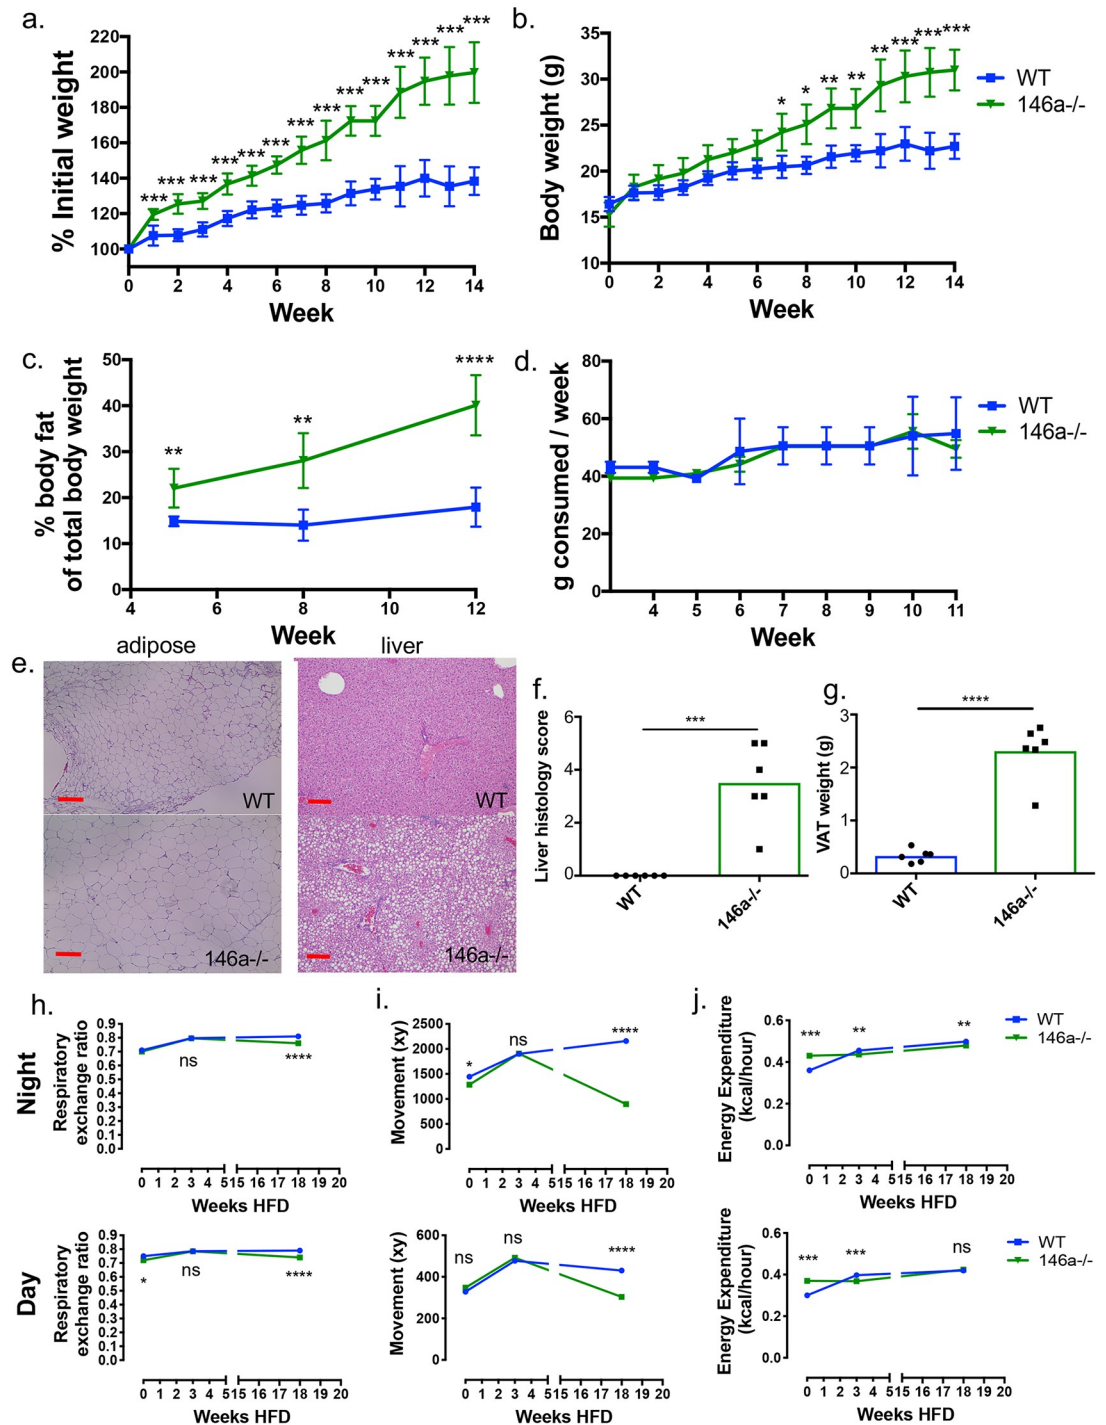 a.
% Initial weight
220
200
180
160
140
120
100
*** *** *** *** *** *** *** *** *** *** *** *** *** ***
0 2 4 6 8 10 12 14
Week
b.
Body weight (g)
35
30
25
20
15
10
* * ** ** ** *** *** ***
0 2 4 6 8 10 12 14
Week
WT
146a-/-
c.
% body fat
of total body weight
50
40
30
20
10
0
** ** ****
4 6 8 10 12
Week
d.
g consumed / week
80
60
40
20
0
4 5 6 7 8 9 10 11
Week
WT
146a-/-
e.
adipose liver
WT WT
146a-/- 146a-/-
f.
Liver histology score
6
4
2
0
***
WT 146a-/-
g.
VAT weight (g)
3
2
1
0
****
WT 146a-/-
Night
h.
Respiratory
exchange ratio
0.9
0.8
0.7
0.6
0.5
0.4
0.3
0.2
0.1
0.0
ns ****
0 1 2 3 4 5 15 16 17 18 19 20
Weeks HFD
i.
Movement (xy)
2500
2000
1500
1000
500
0
* ns ****
0 1 2 3 4 5 15 16 17 18 19 20
Weeks HFD
j.
Energy Expenditure
(kcal/hour)
0.6
0.4
0.2
0.0
*** ** **
0 1 2 3 4 5 15 16 17 18 19 20
Weeks HFD
WT
146a-/-
Day
Respiratory
exchange ratio
0.9
0.8
0.7
0.6
0.5
0.4
0.3
0.2
0.1
0.0
* ns ****
0 1 2 3 4 5 15 16 17 18 19 20
Weeks HFD
Movement (xy)
600
400
200
0
ns ns ****
0 1 2 3 4 5 15 16 17 18 19 20
Weeks HFD
Energy Expenditure
(kcal/hour)
0.6
0.4
0.2
0.0
*** *** ns
0 1 2 3 4 5 15 16 17 18 19 20
Weeks HFD
WT
146a-/-